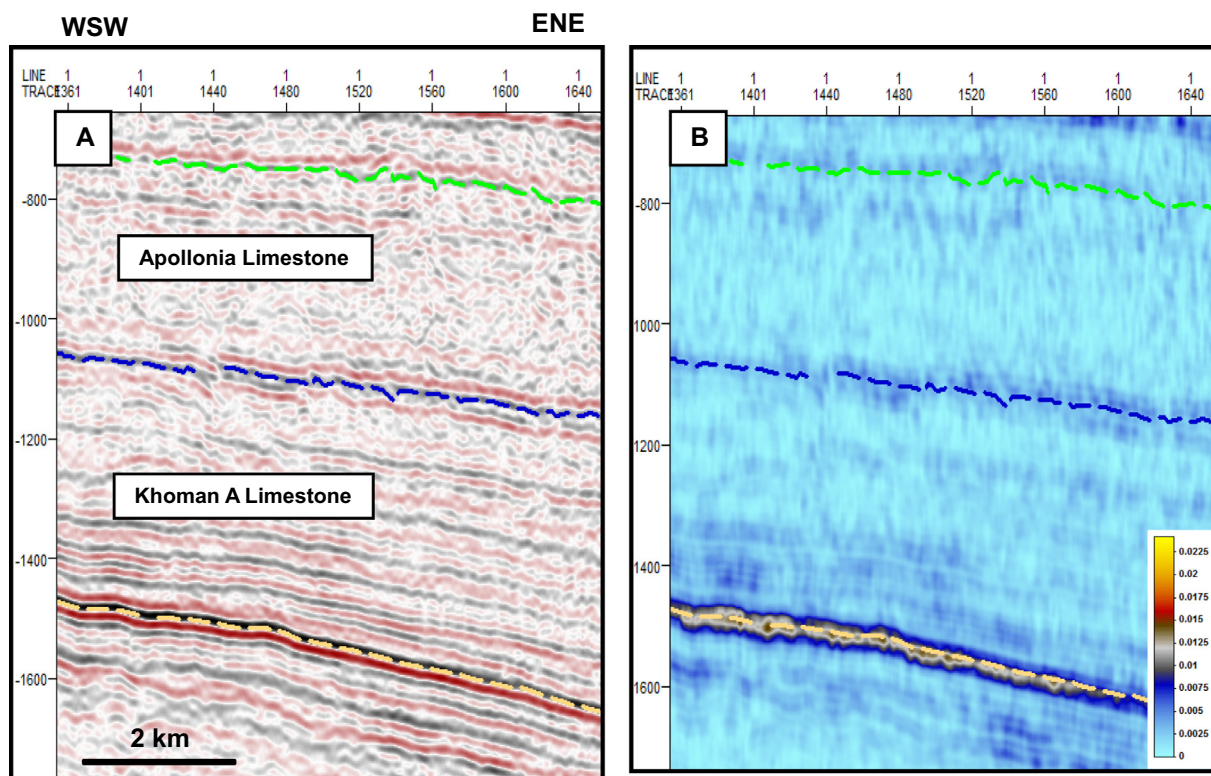 WSW ENE
LINE 1 1 1 1 1 1 1 1
TRACE 1361 1401 1440 1480 1520 1560 1600 1640
A
-800
Apollonia Limestone
-1000
-1200
Khoman A Limestone
-1400
-1600
2 km
LINE 1 1 1 1 1 1 1 1
TRACE 1361 1401 1440 1480 1520 1560 1600 1640
B
-800
1000
1200
1400
1600
0.0225
0.02
0.0175
0.015
0.0125
0.01
0.0075
0.005
0.0025
0